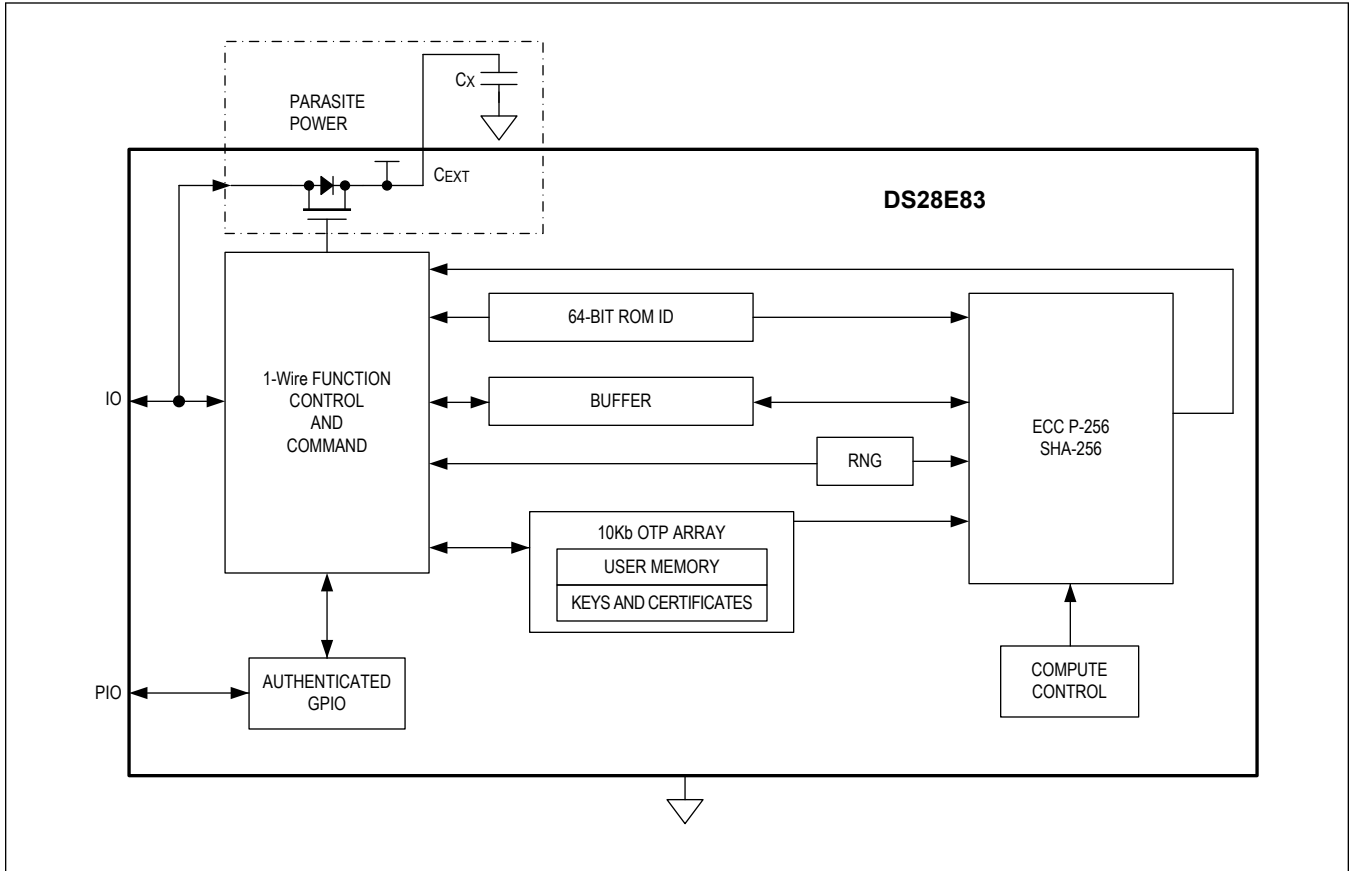 PARASITE
POWER
CX
CEXT
DS28E83
64-BIT ROM ID
1-Wire FUNCTION
CONTROL
AND
COMMAND
IO
BUFFER
ECC P-256
SHA-256
RNG
10Kb OTP ARRAY
USER MEMORY
KEYS AND CERTIFICATES
PIO
AUTHENTICATED
GPIO
COMPUTE
CONTROL